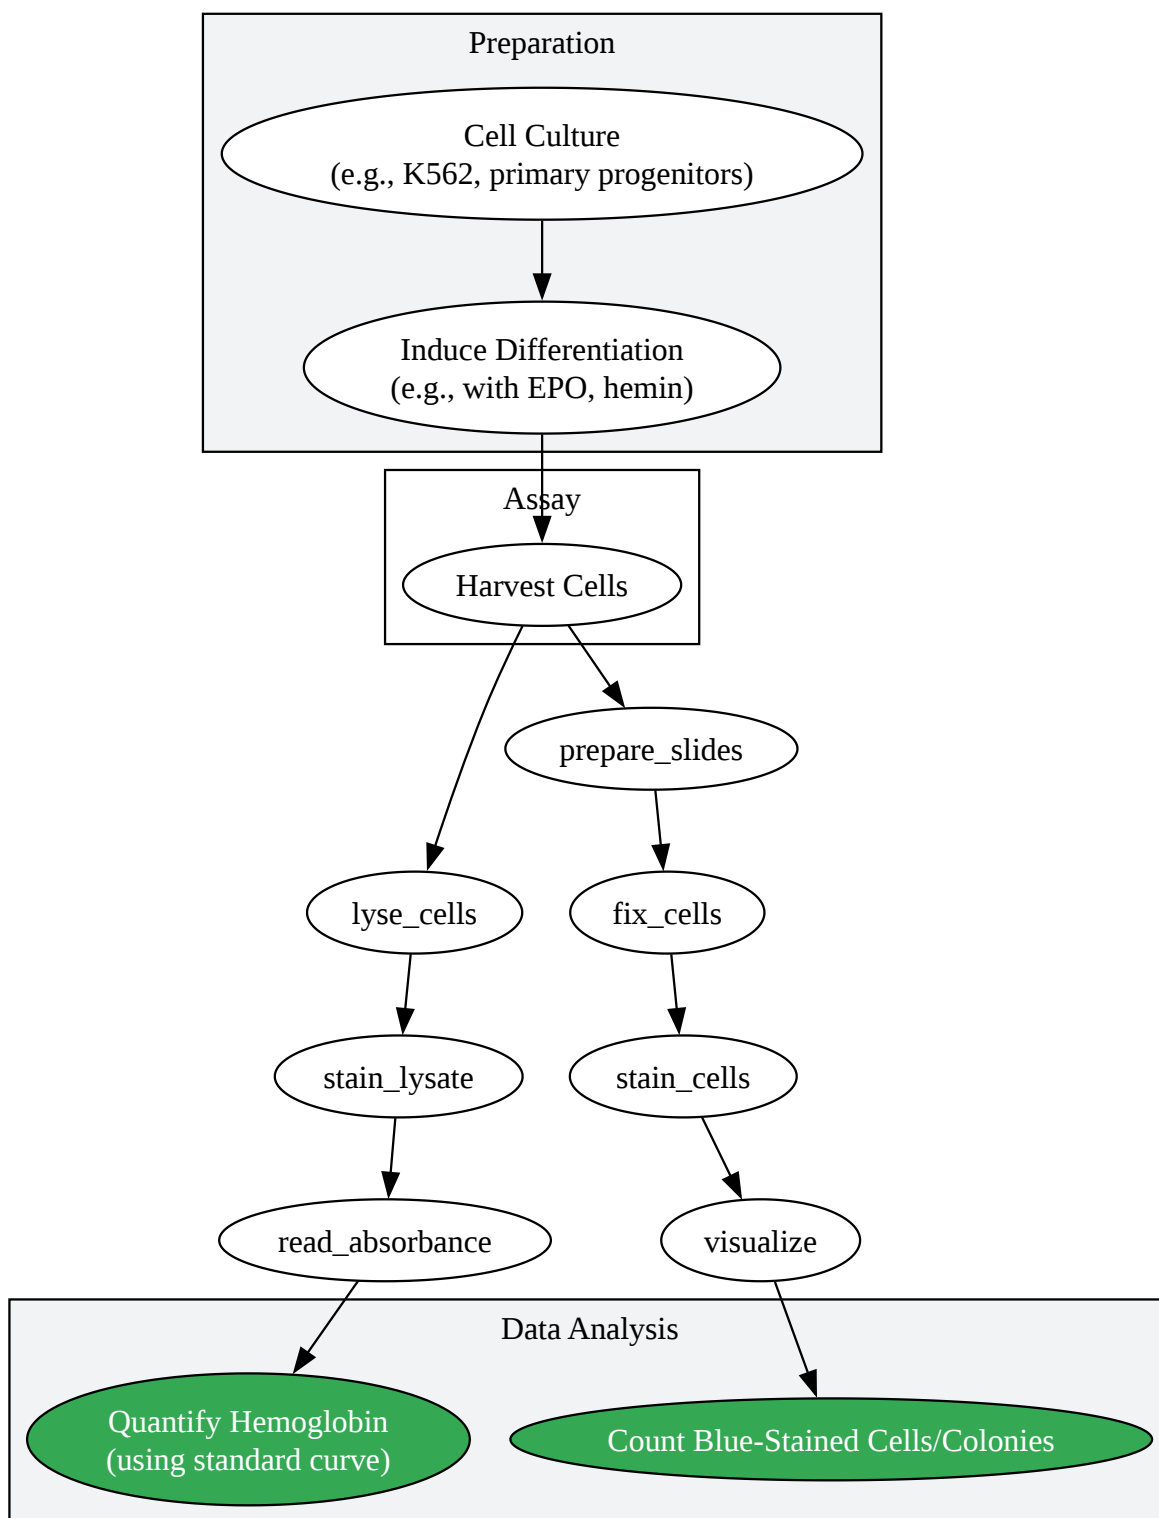 Preparation
Cell Culture
(e.g., K562, primary progenitors)
Induce Differentiation
(e.g., with EPO, hemin)
Assay
Harvest Cells
prepare_slides
lyse_cells
fix_cells
stain_lysate
stain_cells
read_absorbance
visualize
Data Analysis
Quantify Hemoglobin
(using standard curve)
Count Blue-Stained Cells/Colonies